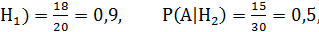 H₁) = 18/20 = 0,9, P(A|H₂) = 15/30 = 0,5,